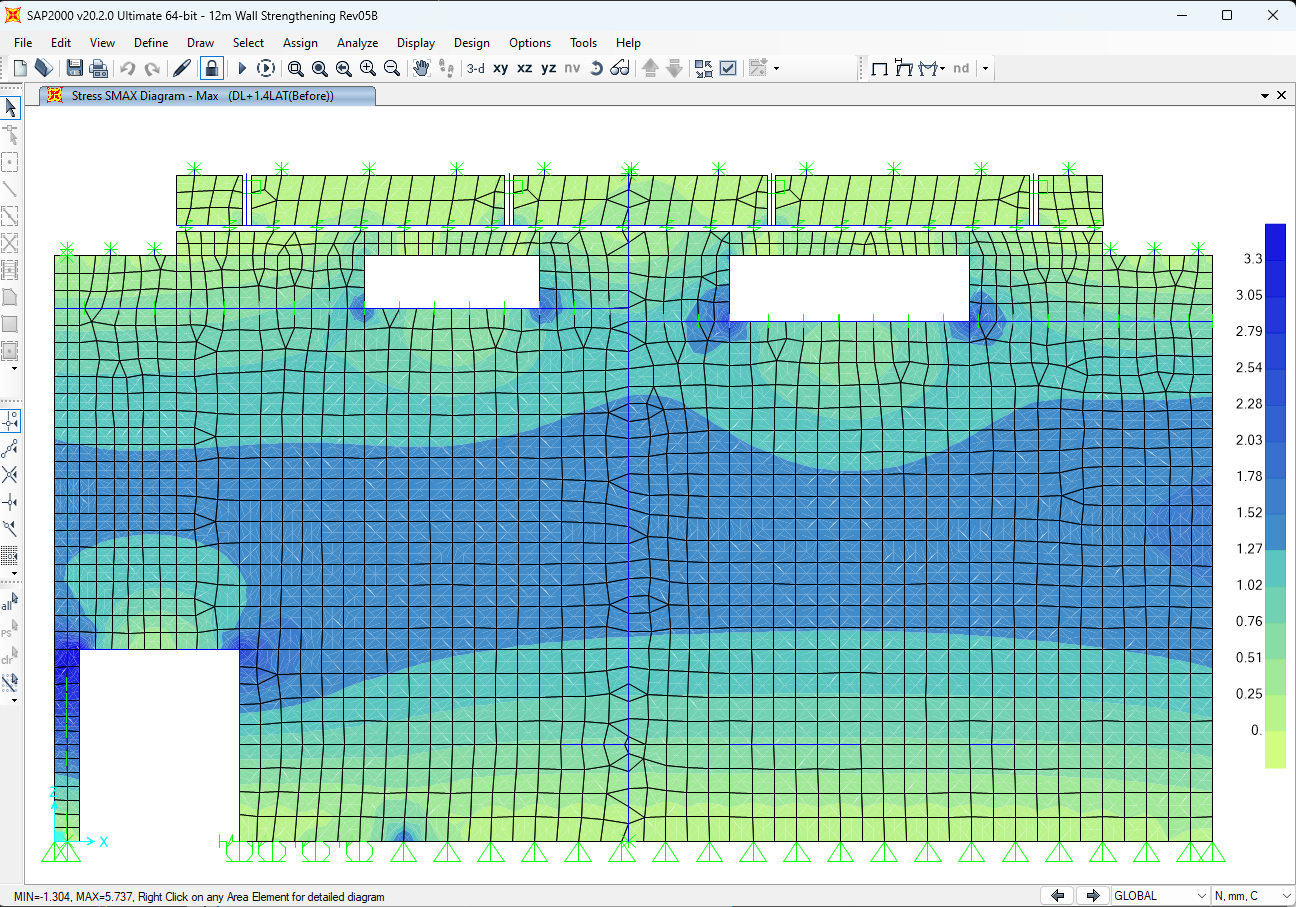 SAP2000 v20.2.0 Ultimate 64-bit - 12m Wall Strengthening Rev05B
File Edit View Define Draw Select Assign Analyze Display Design Options Tools Help
3-d xy xz yz nv nd
Stress SMAX Diagram - Max (DL+1.4LAT(Before))
3.3
3.05
2.79
2.54
2.28
2.03
1.78
1.52
1.27
1.02
0.76
0.51
0.25
0.
all
PS
clr
Z
X
MIN=-1.304, MAX=5.737, Right Click on any Area Element for detailed diagram
GLOBAL
N, mm, C